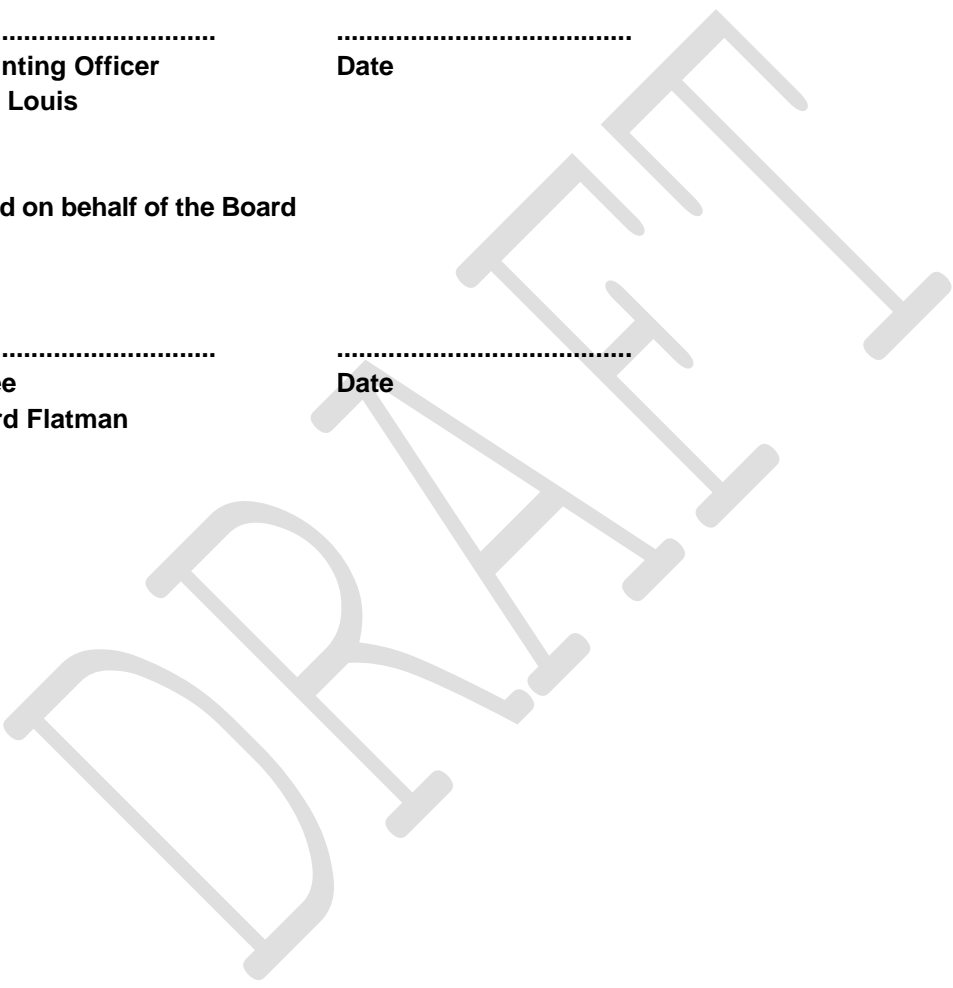 .............................. ........................................
nting Officer Date
Louis
d on behalf of the Board
.............................. ........................................
e Date
rd Flatman
DRAFT